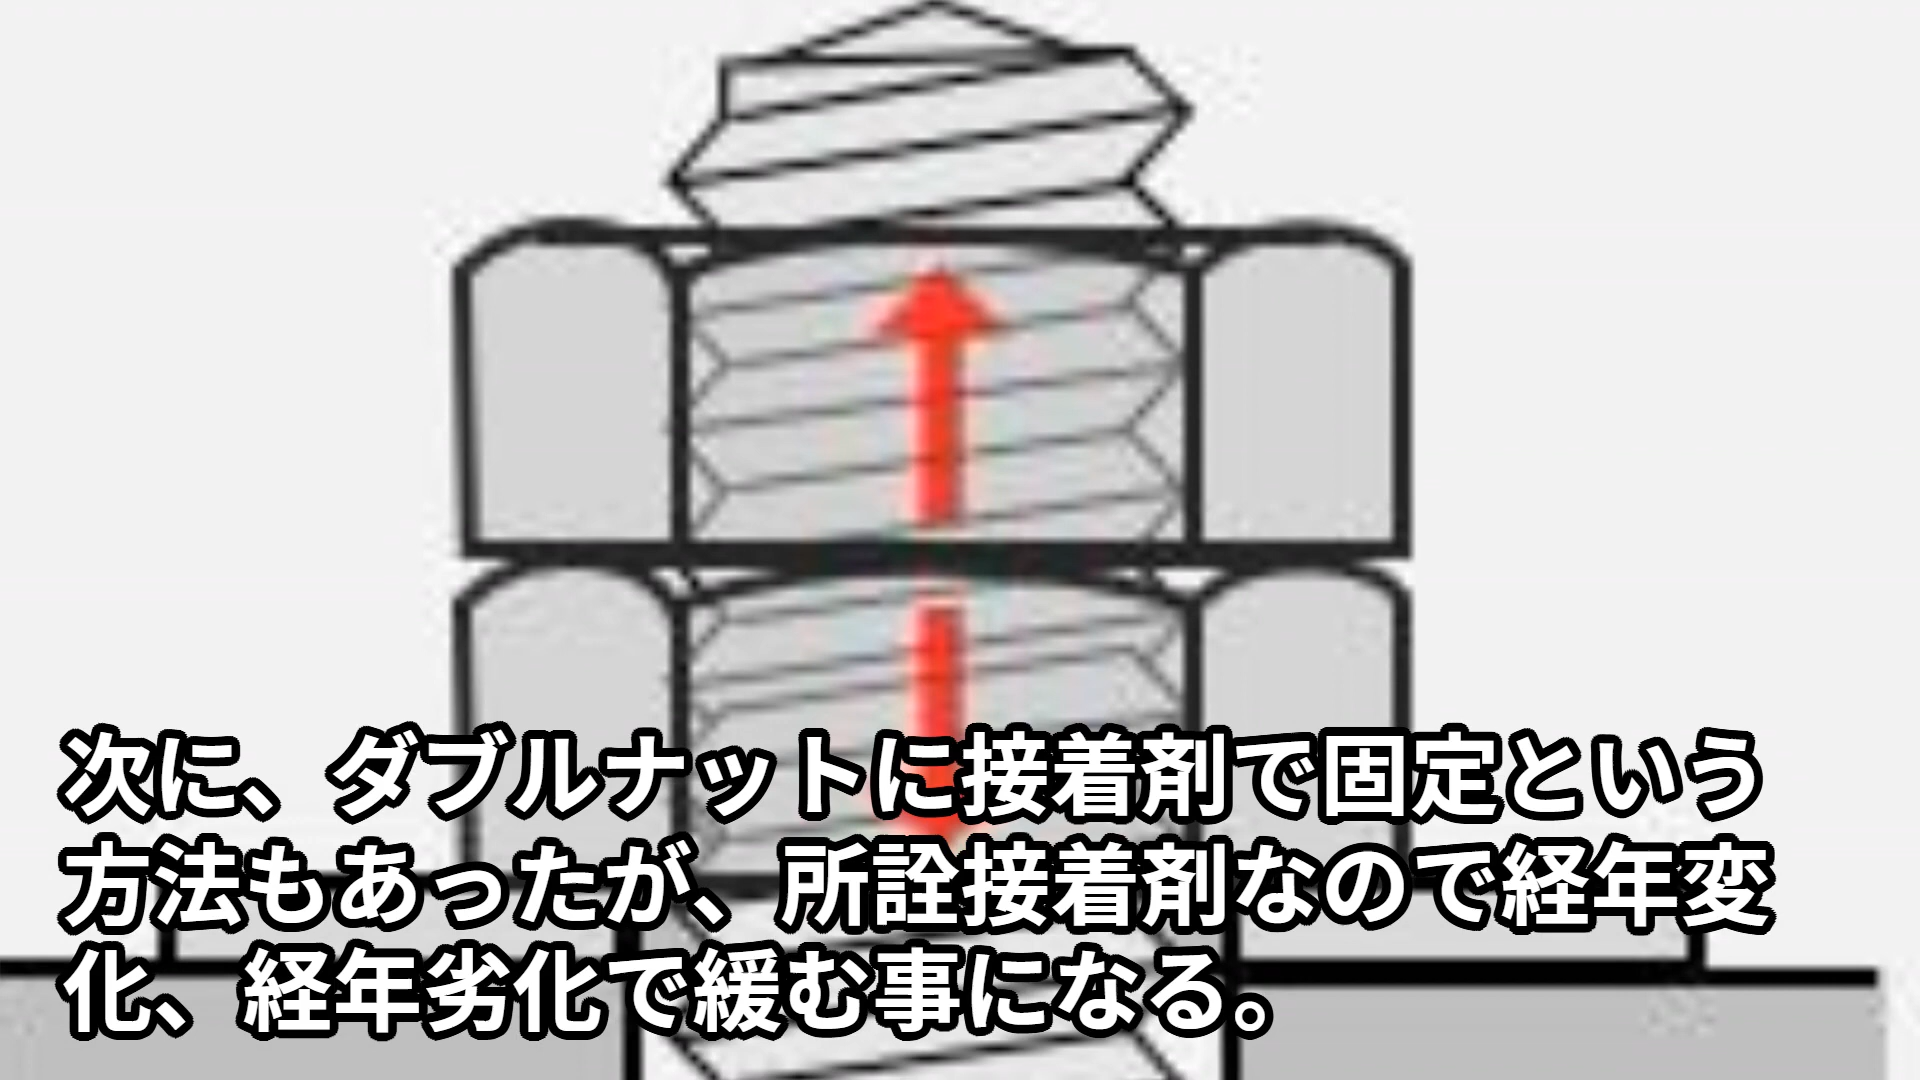 次に、ダブルナットに接着剤で固定という
方法もあったが、所詮接着剤なので経年変
化、経年劣化で緩む事になる。